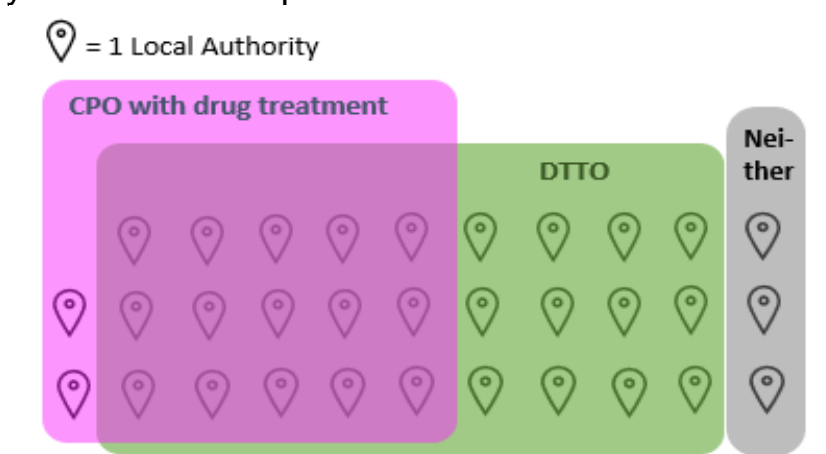 = 1 Local Authority
CPO with drug treatment
Nei-
ther
DTTO